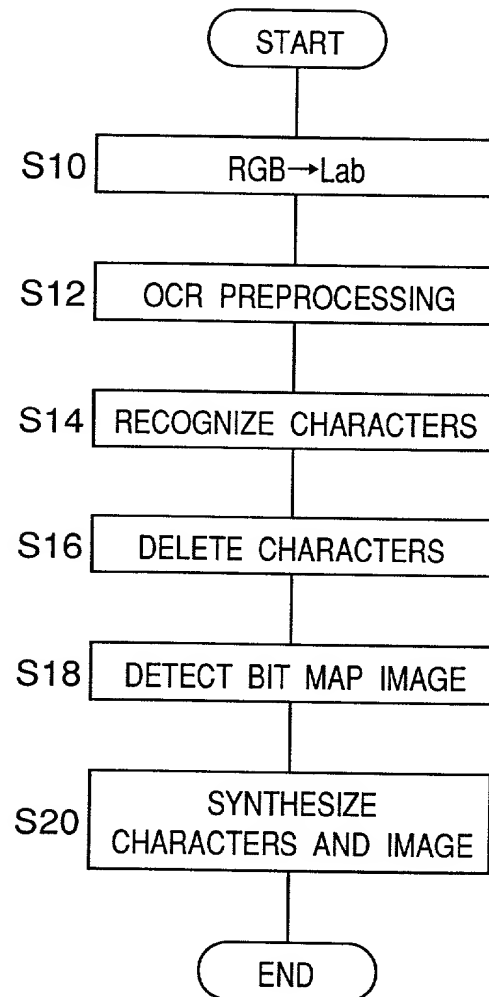 START
S10 RGB→Lab
S12 OCR PREPROCESSING
S14 RECOGNIZE CHARACTERS
S16 DELETE CHARACTERS
S18 DETECT BIT MAP IMAGE
S20 SYNTHESIZE
CHARACTERS AND IMAGE
END